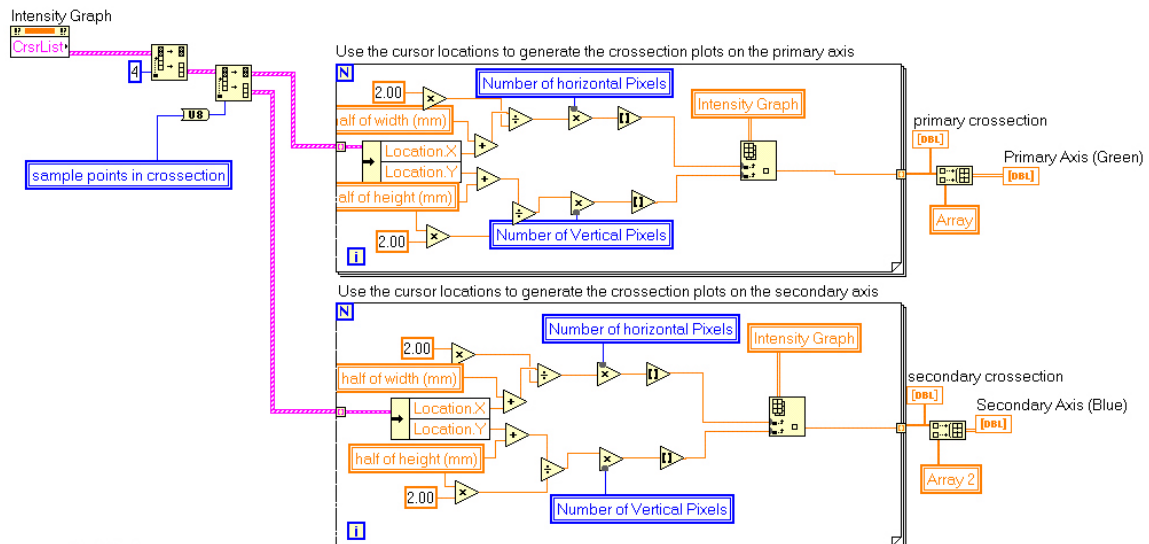 Intensity Graph
CrsrList
4
U8
sample points in crossection
Use the cursor locations to generate the crossection plots on the primary axis
N
2.00
Number of horizontal Pixels
Intensity Graph
half of width (mm)
Location.X
Location.Y
half of height (mm)
2.00
Number of Vertical Pixels
i
primary crossection
[DBL]
Primary Axis (Green)
[DBL]
Array
Use the cursor locations to generate the crossection plots on the secondary axis
N
2.00
Number of horizontal Pixels
Intensity Graph
half of width (mm)
Location.X
Location.Y
half of height (mm)
2.00
Number of Vertical Pixels
i
secondary crossection
[DBL]
Secondary Axis (Blue)
[DBL]
Array 2